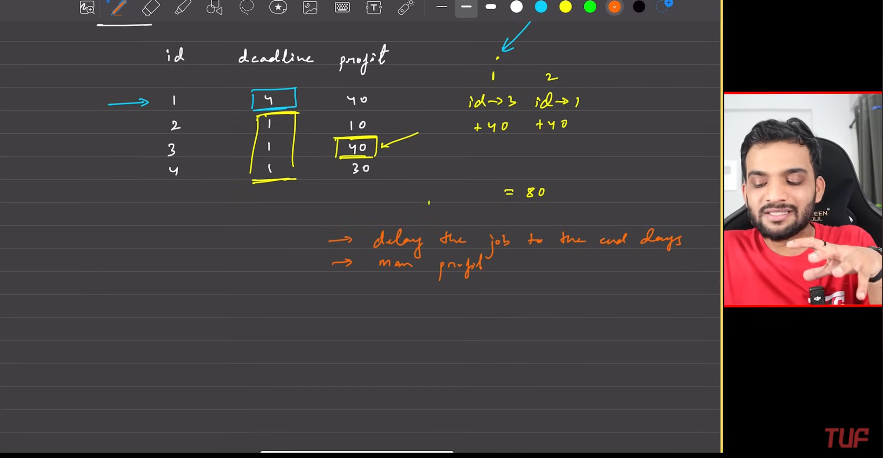 id deadline profit
1 2
1 4 40 id→3 id→1
+40 +40
2 1 10
3 1 40
4 1 30
= 80
→ delay the job to the end days
→ max profit
TUF